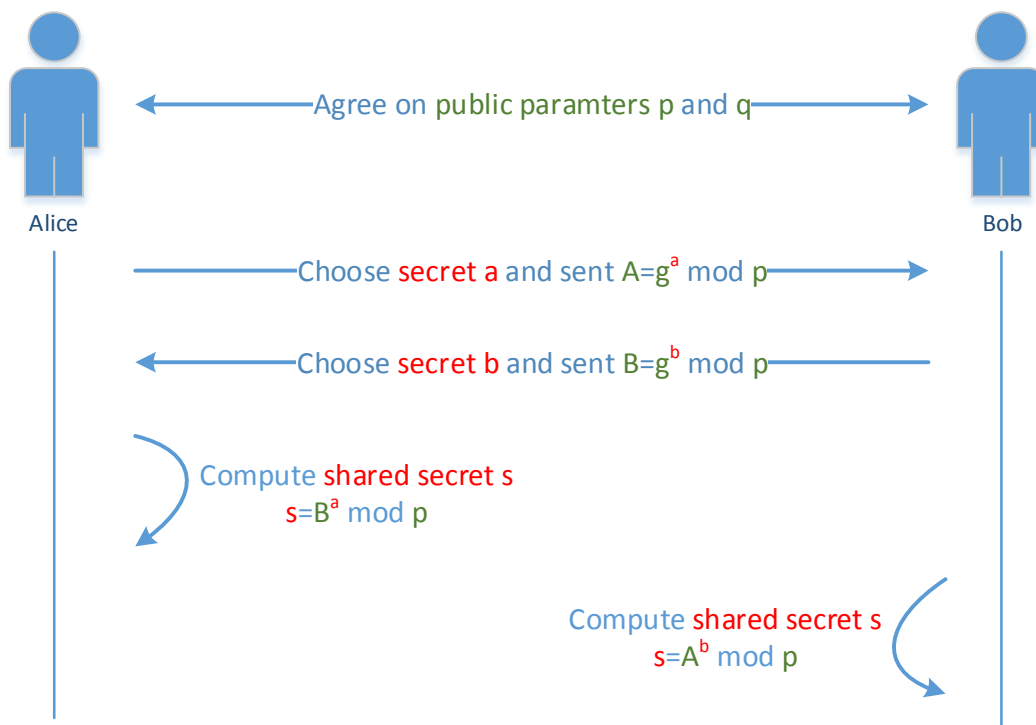 Agree on public paramters p and q
Alice
Bob
Choose secret a and sent A=gᵃ mod p
Choose secret b and sent B=gᵇ mod p
Compute shared secret s
s=Bᵃ mod p
Compute shared secret s
s=Aᵇ mod p